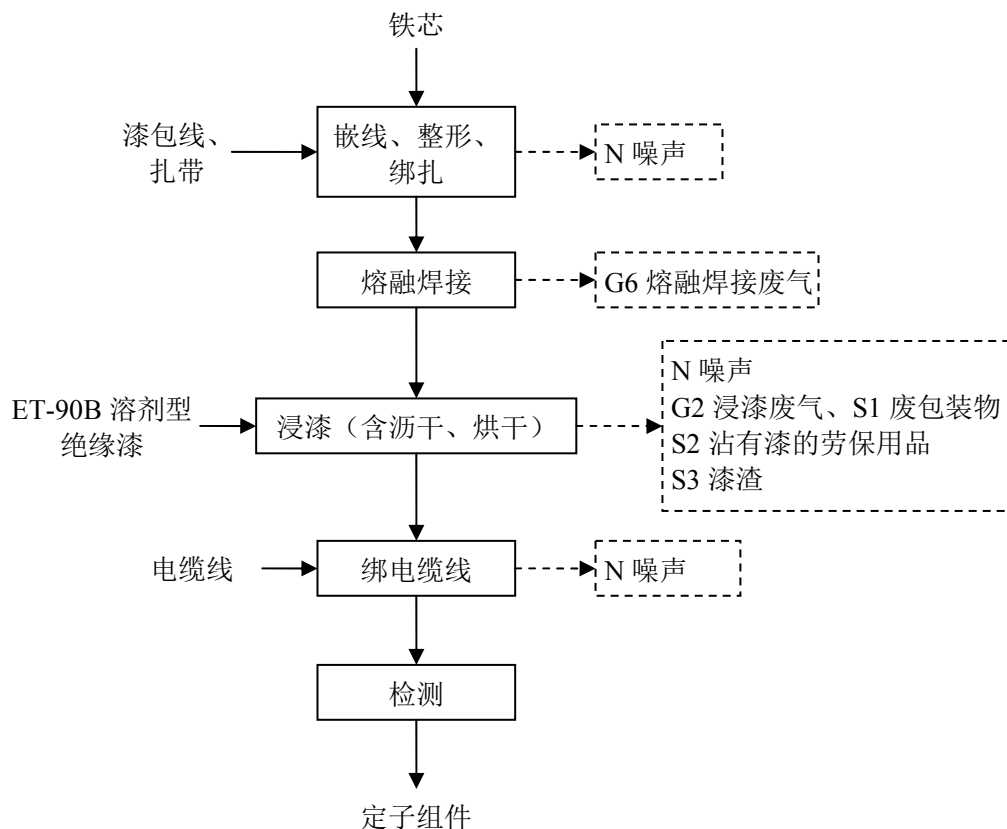 铁芯
漆包线、
扎带
嵌线、整形、
绑扎
N 噪声
熔融焊接
G6 熔融焊接废气
ET-90B 溶剂型
绝缘漆
浸漆（含沥干、烘干）
N 噪声
G2 浸漆废气、S1 废包装物
S2 沾有漆的劳保用品
S3 漆渣
电缆线
绑电缆线
N 噪声
检测
定子组件